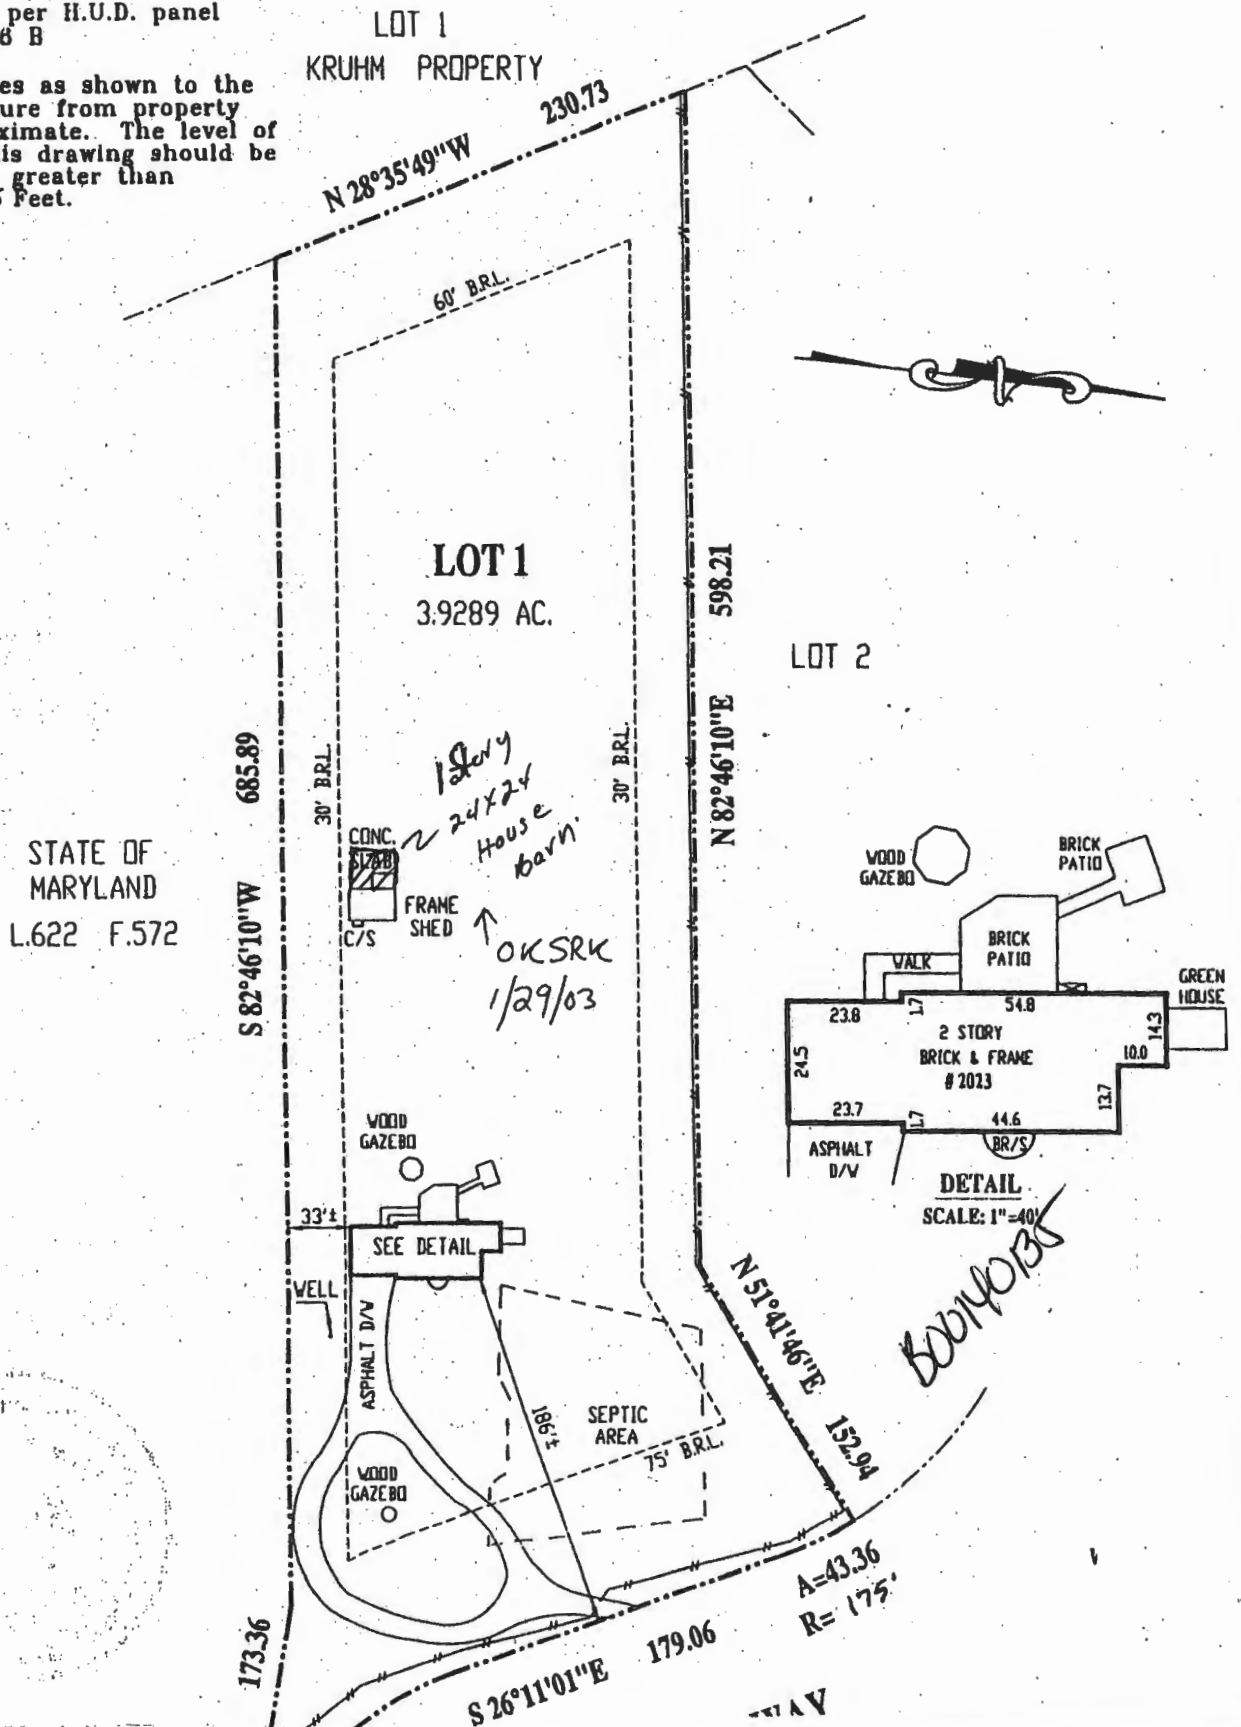 per H.U.D. panel
6 B
es as shown to the
ure from property
ximate. The level of
is drawing should be
greater than
Feet.
LOT 1
KRUHM PROPERTY
N 28°35'49"W 230.73
60' B.R.L.
LOT 1
3.9289 AC.
598.21
N 82°46'10"E
LOT 2
685.89
S 82°46'10"W
30' B.R.L.
30' B.R.L.
STATE OF
MARYLAND
L.622 F.572
1 Story
24x24
House
barn
CONC.
SLAB
FRAME
SHED
C/S
OK SRK
1/29/03
WOOD
GAZEBO
BRICK
PATIO
BRICK
PATIO
WALK
GREEN
HOUSE
23.8
1.7
54.8
14.3
10.0
24.5
2 STORY
BRICK & FRAME
# 2023
13.7
23.7
1.7
44.6
BR/S
ASPHALT
D/W
DETAIL
SCALE: 1"=40'
WOOD
GAZEBO
33'±
SEE DETAIL
WELL
ASPHALT D/W
186'±
SEPTIC
AREA
75' B.R.L.
WOOD
GAZEBO
N 51°41'46"E 152.94
A=43.36
R= 175'
173.36
S 26°11'01"E 179.06
WAY